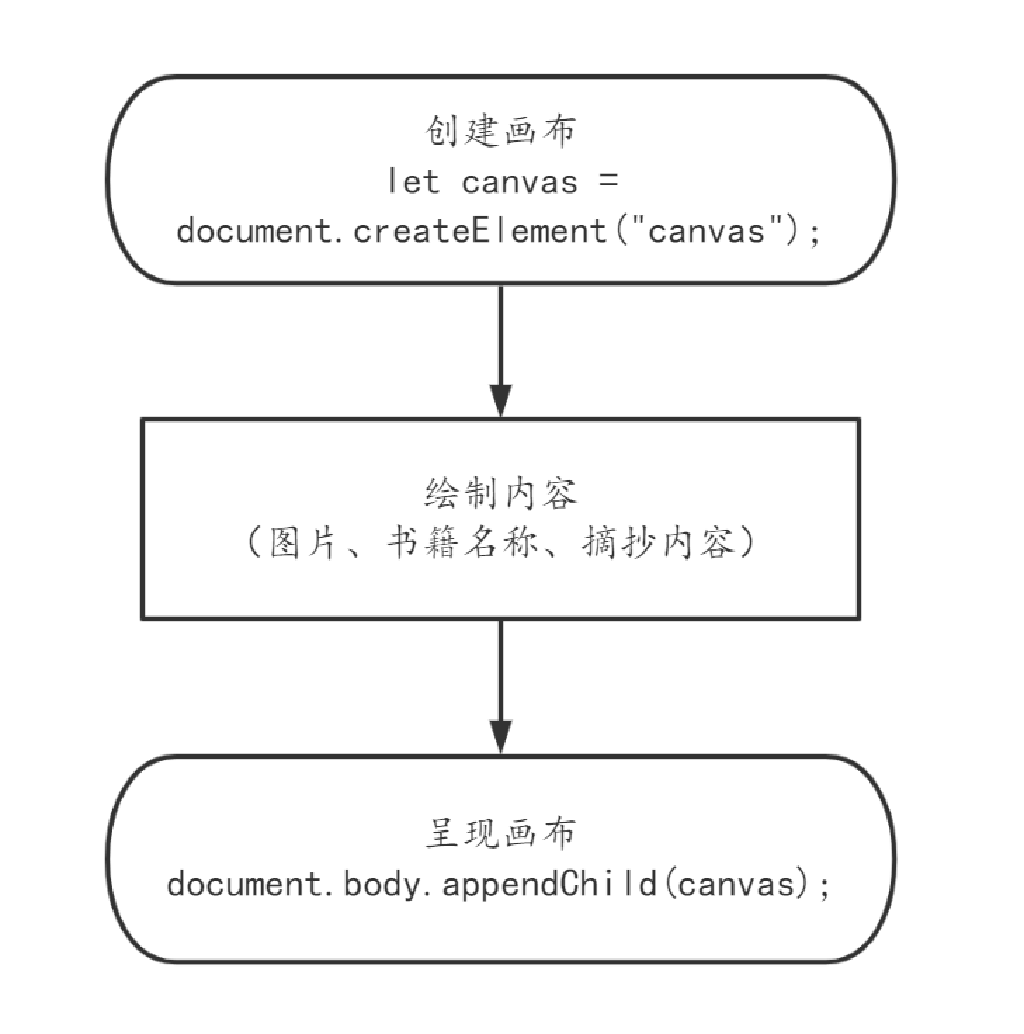 创建画布
let canvas =
document.createElement("canvas");
绘制内容
（图片、书籍名称、摘抄内容）
呈现画布
document.body.appendChild(canvas);